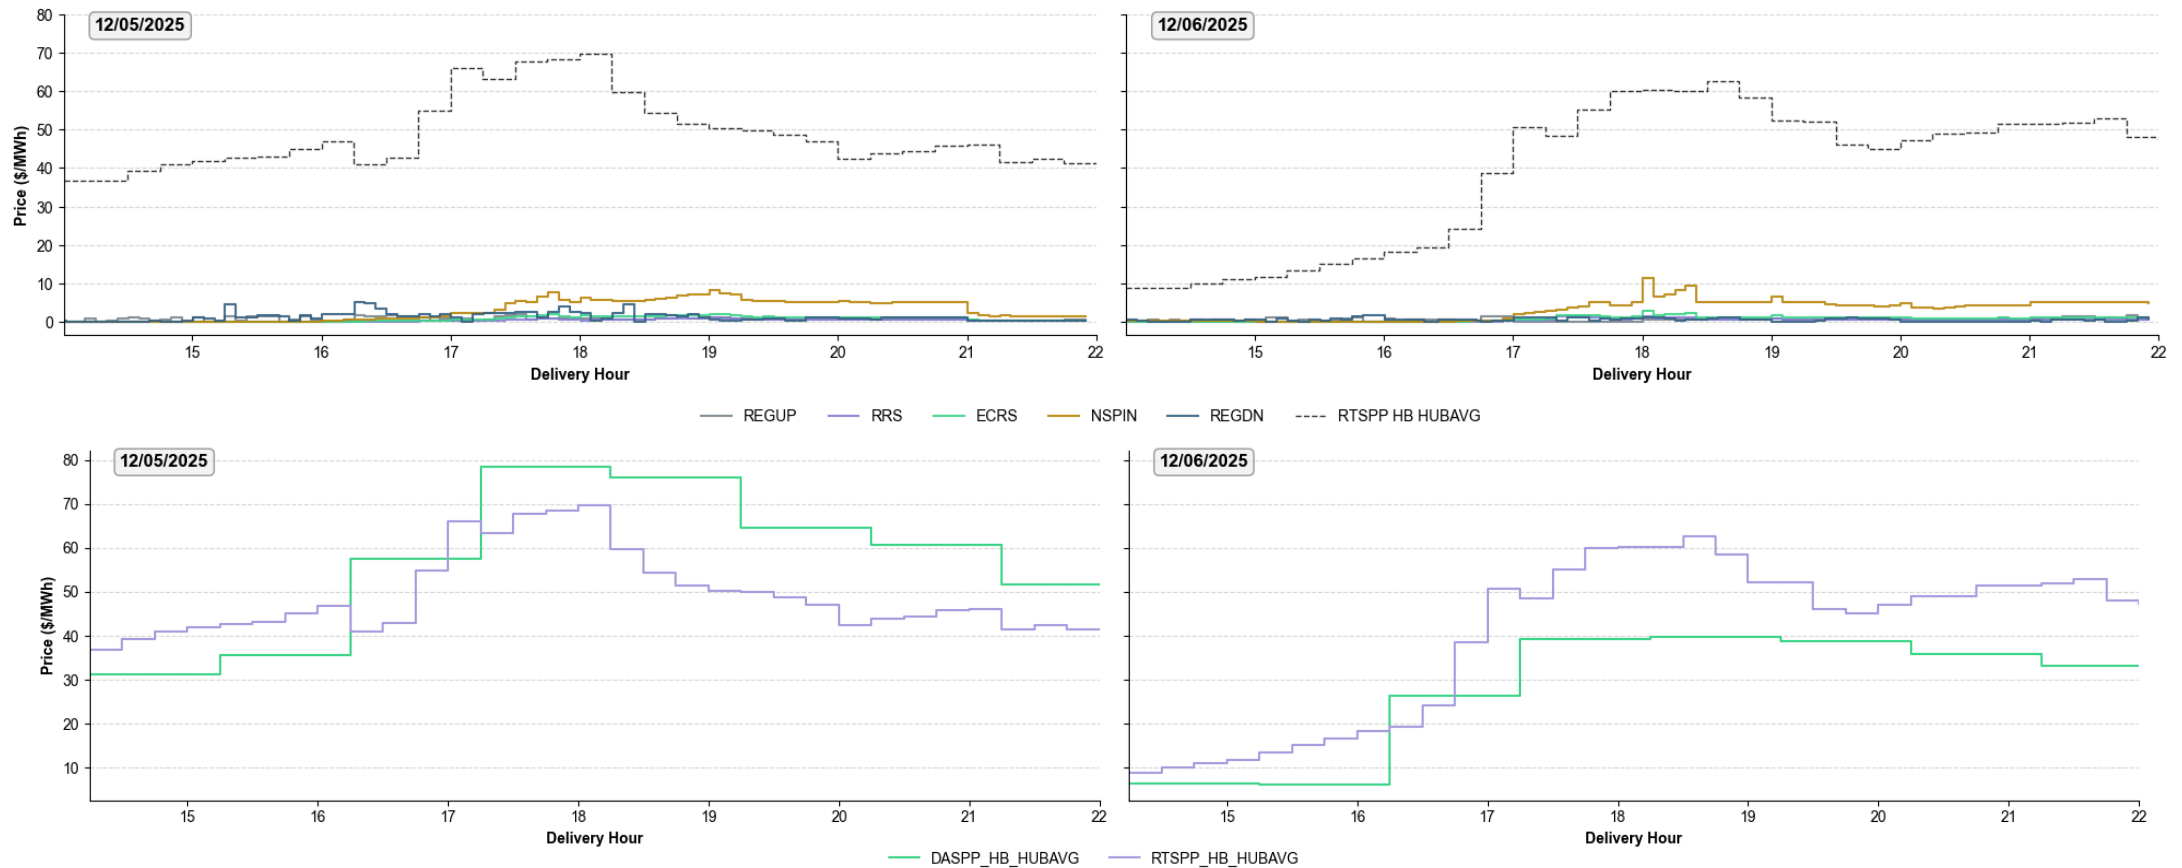 12/05/2025
12/06/2025
Price ($/MWh)
80
70
60
50
40
30
20
10
0
15 16 17 18 19 20 21 22
15 16 17 18 19 20 21 22
Delivery Hour
Delivery Hour
REGUP RRS ECRS NSPIN REGDN RTSPP HB HUBAVG
12/05/2025
12/06/2025
Price ($/MWh)
80
70
60
50
40
30
20
10
15 16 17 18 19 20 21 22
15 16 17 18 19 20 21 22
Delivery Hour
Delivery Hour
DASPP_HB_HUBAVG RTSPP_HB_HUBAVG